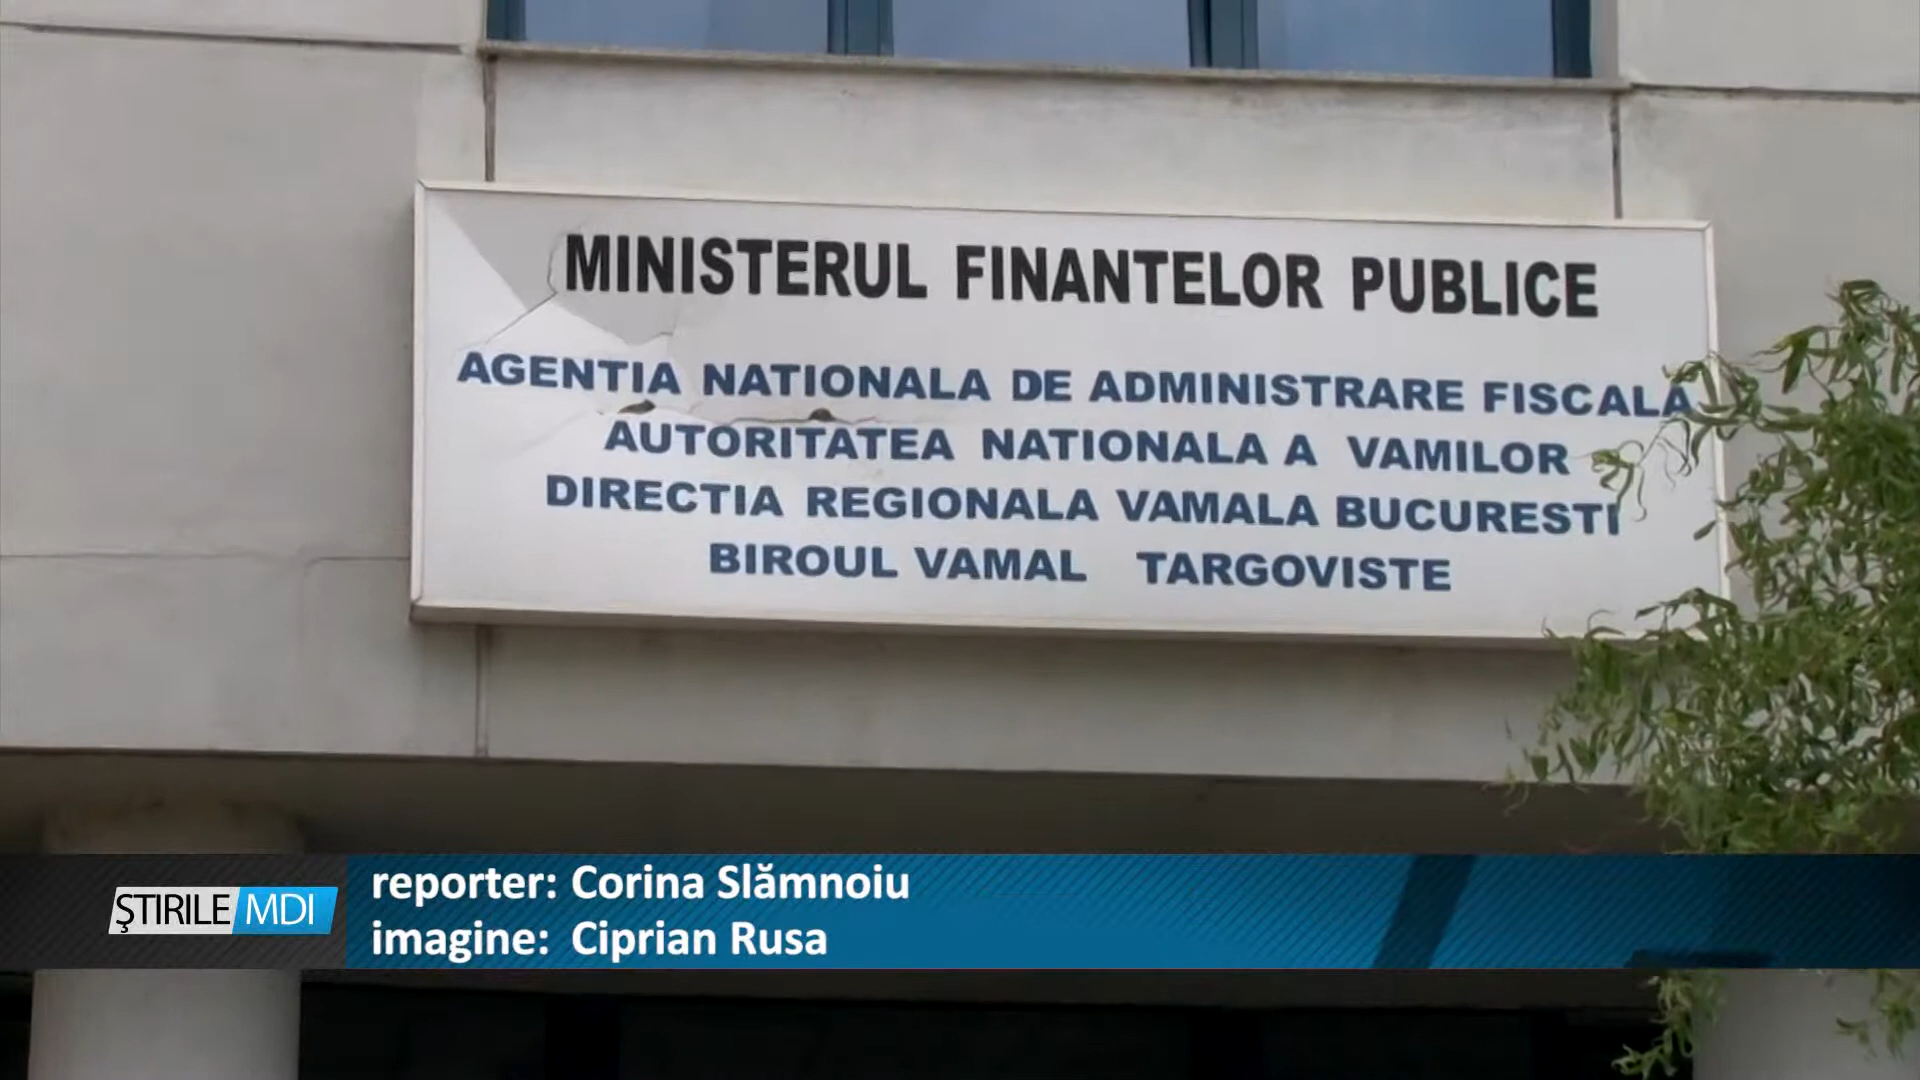 MINISTERUL FINANTELOR PUBLICE
AGENTIA NATIONALA DE ADMINISTRARE FISCALA
AUTORITATEA NATIONALA A VAMILOR
DIRECTIA REGIONALA VAMALA BUCURESTI
BIROUL VAMAL TARGOVISTE
ŞTIRILE MDI
reporter: Corina Slămnoiu
imagine: Ciprian Rusa